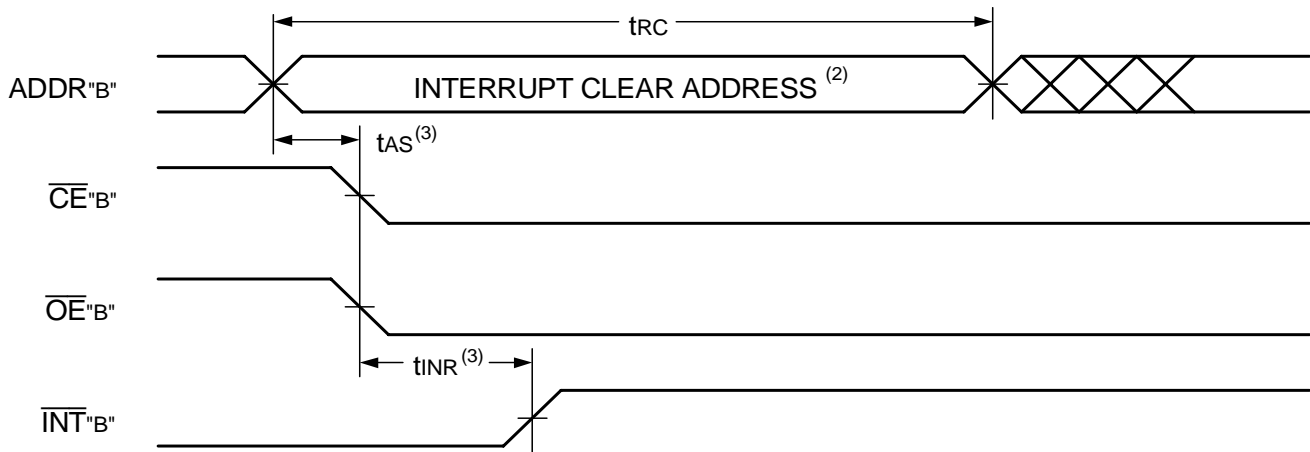 tRC
ADDR"B"
INTERRUPT CLEAR ADDRESS (2)
tAS(3)
CE"B"
OE"B"
tINR(3)
INT"B"